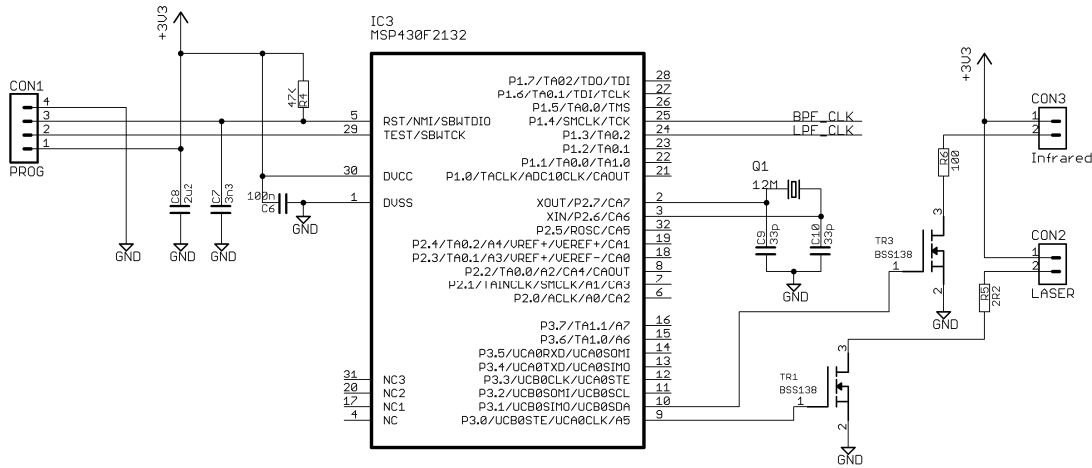 IC3
MSP430F2132
+3V3
+3V3
CON1
4
3
2
1
PROG
47K
R4
C8
2u2
C7
3n3
100n
C6
GND
GND
GND
GND
5 RST/NMI/SBWTDIO
29 TEST/SBWTCK
30 DVCC
1 DVSS
31 NC3
20 NC2
17 NC1
4 NC
P1.7/TA02/TDO/TDI 28
P1.6/TA0.1/TDI/TCLK 27
P1.5/TA0.0/TMS 26
P1.4/SMCLK/TCK 25 BPF_CLK
P1.3/TA0.2 24 LPF_CLK
P1.2/TA0.1 23
P1.1/TA0.0/TA1.0 22
P1.0/TACLK/ADC10CLK/CAOUT 21
XOUT/P2.7/CA7 2
XIN/P2.6/CA6 3
P2.5/ROSC/CA5 32
P2.4/TA0.2/A4/VREF+/VEREF+/CA1 19
P2.3/TA0.1/A3/VREF-/VEREF-/CA0 18
P2.2/TA0.0/A2/CA4/CAOUT 8
P2.1/TAINCLK/SMCLK/A1/CA3 7
P2.0/ACLK/A0/CA2 6
P3.7/TA1.1/A7 16
P3.6/TA1.0/A6 15
P3.5/UCA0RXD/UCA0SOMI 14
P3.4/UCA0TXD/UCA0SIMO 13
P3.3/UCB0CLK/UCA0STE 12
P3.2/UCB0SOMI/UCB0SCL 11
P3.1/UCB0SIMO/UCB0SDA 10
P3.0/UCB0STE/UCA0CLK/A5 9
Q1
12M
C9
33p
C10
33p
GND
CON3
1
2
Infrared
R6
100
TR3
BSS138
3
1
2
GND
CON2
1
2
LASER
R5
2R2
TR1
BSS138
3
1
2
GND